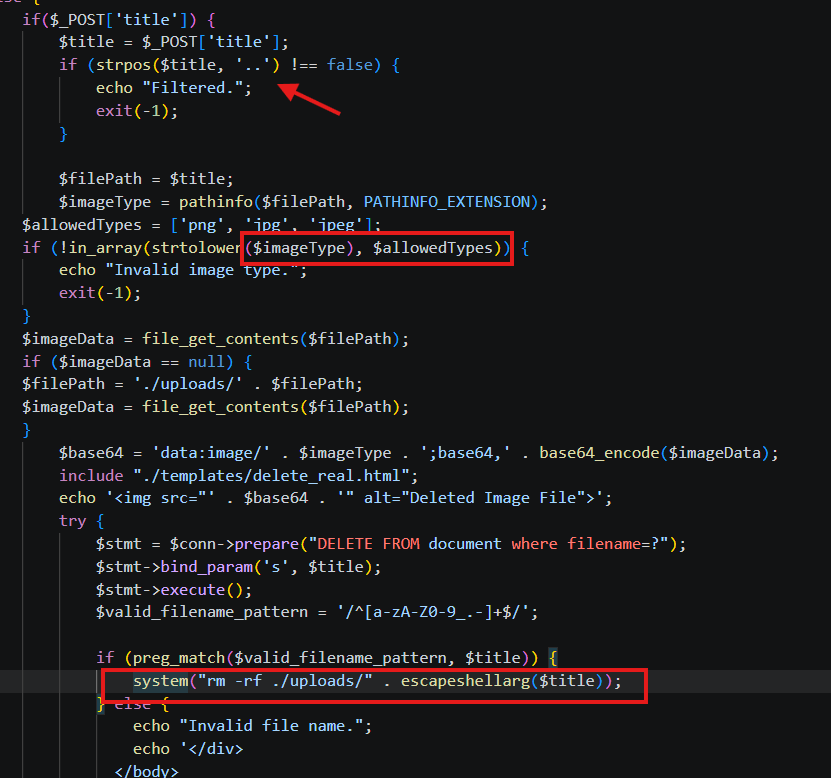 else {
if($_POST['title']) {
$title = $_POST['title'];
if (strpos($title, '..') !== false) {
echo "Filtered.";
exit(-1);
}
$filePath = $title;
$imageType = pathinfo($filePath, PATHINFO_EXTENSION);
$allowedTypes = ['png', 'jpg', 'jpeg'];
if (!in_array(strtolower($imageType), $allowedTypes)) {
echo "Invalid image type.";
exit(-1);
}
$imageData = file_get_contents($filePath);
if ($imageData == null) {
$filePath = './uploads/' . $filePath;
$imageData = file_get_contents($filePath);
}
$base64 = 'data:image/' . $imageType . ';base64,' . base64_encode($imageData);
include "./templates/delete_real.html";
echo '<img src="' . $base64 . '" alt="Deleted Image File">';
try {
$stmt = $conn->prepare("DELETE FROM document where filename=?");
$stmt->bind_param('s', $title);
$stmt->execute();
$valid_filename_pattern = '/^[a-zA-Z0-9_.-]+$/';
if (preg_match($valid_filename_pattern, $title)) {
system("rm -rf ./uploads/" . escapeshellarg($title));
} else {
echo "Invalid file name.";
echo '</div>
</body>